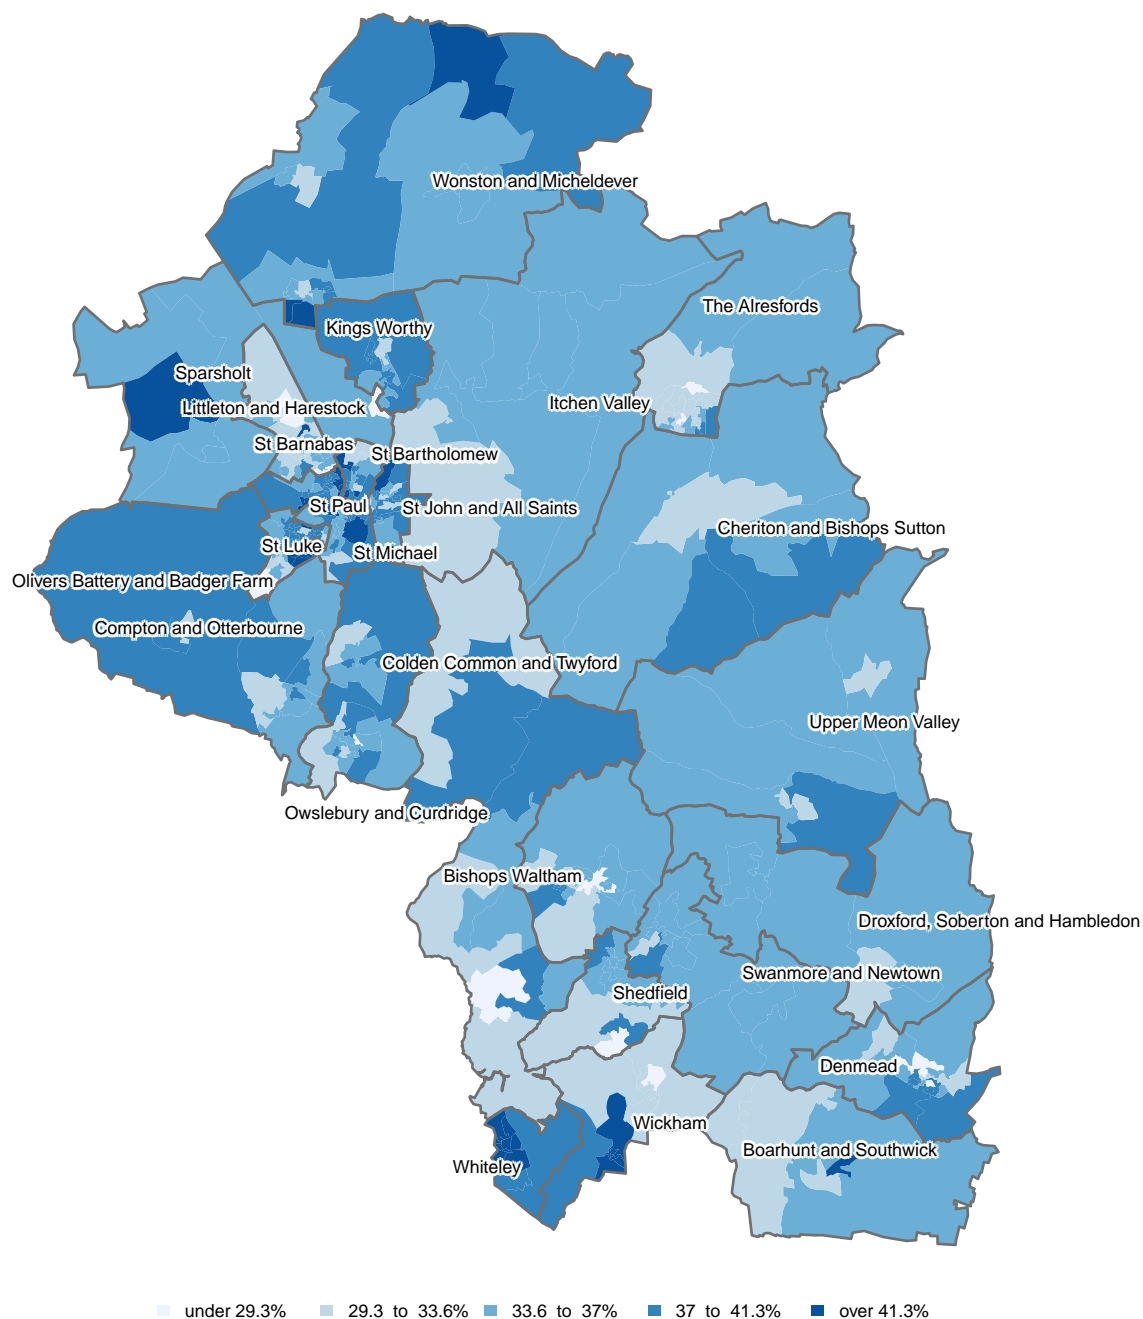 Wonston and Micheldever
The Alresfords
Kings Worthy
Sparsholt
Itchen Valley
Littleton and Harestock
St Barnabas
St Bartholomew
St Paul
St John and All Saints
Cheriton and Bishops Sutton
St Luke
St Michael
Olivers Battery and Badger Farm
Compton and Otterbourne
Colden Common and Twyford
Upper Meon Valley
Owslebury and Curdridge
Bishops Waltham
Droxford, Soberton and Hambledon
Swanmore and Newtown
Shedfield
Denmead
Wickham
Boarhunt and Southwick
Whiteley
under 29.3% 29.3 to 33.6% 33.6 to 37% 37 to 41.3% over 41.3%